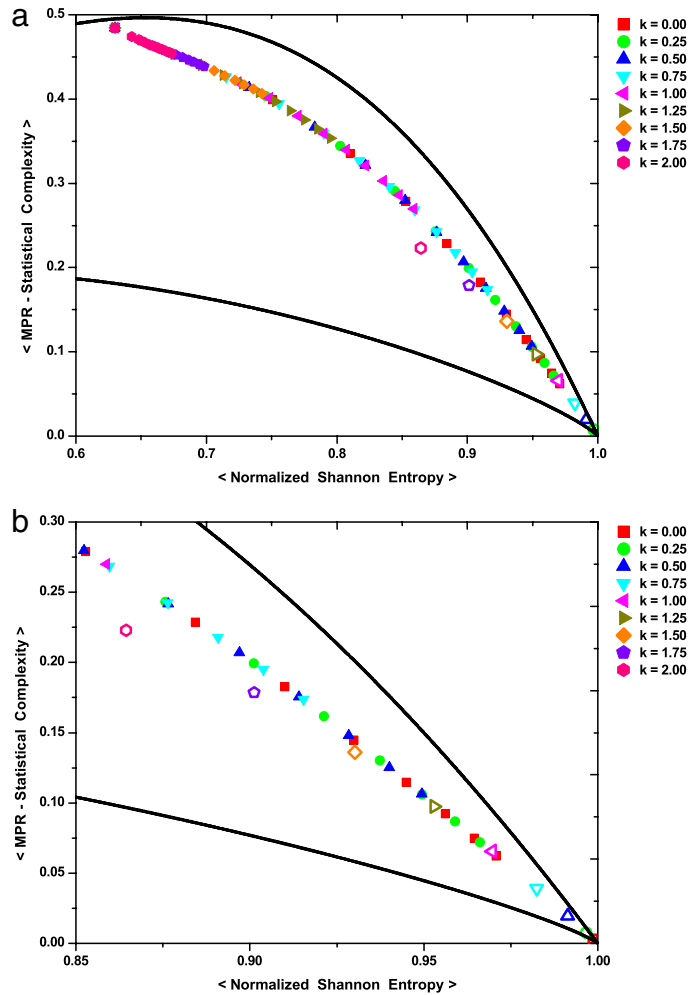 a
< MPR - Statistical Complexity >
0.5
0.4
0.3
0.2
0.1
0.0
0.6 0.7 0.8 0.9 1.0
< Normalized Shannon Entropy >
k = 0.00
k = 0.25
k = 0.50
k = 0.75
k = 1.00
k = 1.25
k = 1.50
k = 1.75
k = 2.00
b
< MPR - Statistical Complexity >
0.30
0.25
0.20
0.15
0.10
0.05
0.00
0.85 0.90 0.95 1.00
< Normalized Shannon Entropy >
k = 0.00
k = 0.25
k = 0.50
k = 0.75
k = 1.00
k = 1.25
k = 1.50
k = 1.75
k = 2.00